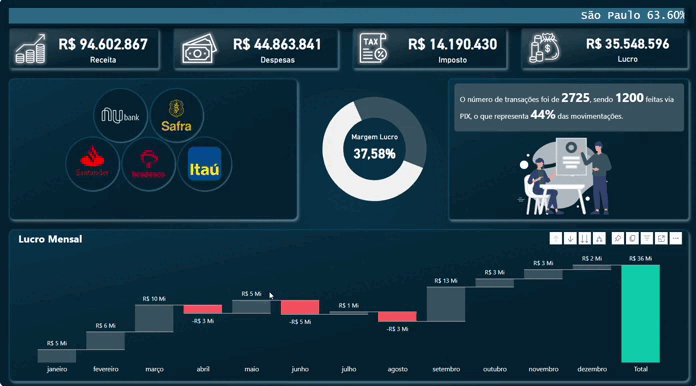 São Paulo 63.60%
R$ 94.602.867
Receita
R$ 44.863.841
Despesas
TAX
R$ 14.190.430
Imposto
R$ 35.548.596
Lucro
nu bank
Safra
Santander
bradesco
Itaú
Margem Lucro
37,58%
O número de transações foi de 2725, sendo 1200 feitas via
PIX, o que representa 44% das movimentações.
Lucro Mensal
R$ 5 Mi
R$ 6 Mi
R$ 10 Mi
-R$ 3 Mi
R$ 5 Mi
-R$ 5 Mi
R$ 1 Mi
-R$ 3 Mi
R$ 13 Mi
R$ 3 Mi
R$ 3 Mi
R$ 2 Mi
R$ 36 Mi
janeiro
fevereiro
março
abril
maio
junho
julho
agosto
setembro
outubro
novembro
dezembro
Total